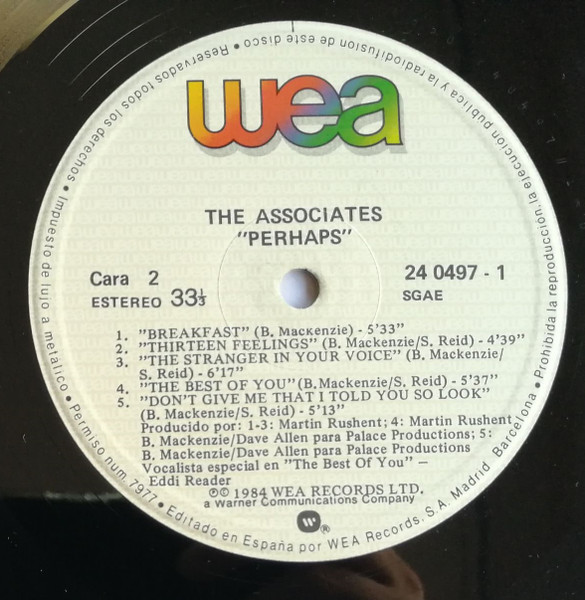 wea
THE ASSOCIATES
"PERHAPS"
Cara 2
ESTEREO 33⅓
24 0497 - 1
SGAE
1. "BREAKFAST" (B. Mackenzie) - 5'33"
2. "THIRTEEN FEELINGS" (B. Mackenzie/S. Reid) - 4'39"
3. "THE STRANGER IN YOUR VOICE" (B. Mackenzie/
S. Reid) - 6'17"
4. "THE BEST OF YOU"(B.Mackenzie/S. Reid) - 5'37"
5. "DON'T GIVE ME THAT I TOLD YOU SO LOOK"
(B. Mackenzie/S. Reid) - 5'13"
Producido por: 1-3: Martin Rushent; 4: Martin Rushent
B. Mackenzie/Dave Allen para Palace Productions; 5:
B. Mackenzie/Dave Allen para Palace Productions
Vocalista especial en "The Best Of You" –
Eddi Reader
℗© 1984 WEA RECORDS LTD.
a Warner Communications Company
W®
Editado en España por WEA Records, S.A. Madrid Barcelona • Prohibida la reproducción, la ejecución pública y la radiodifusión de este disco • Reservados todos los derechos • Impuesto de lujo a metálico • Permiso num. 7977 •